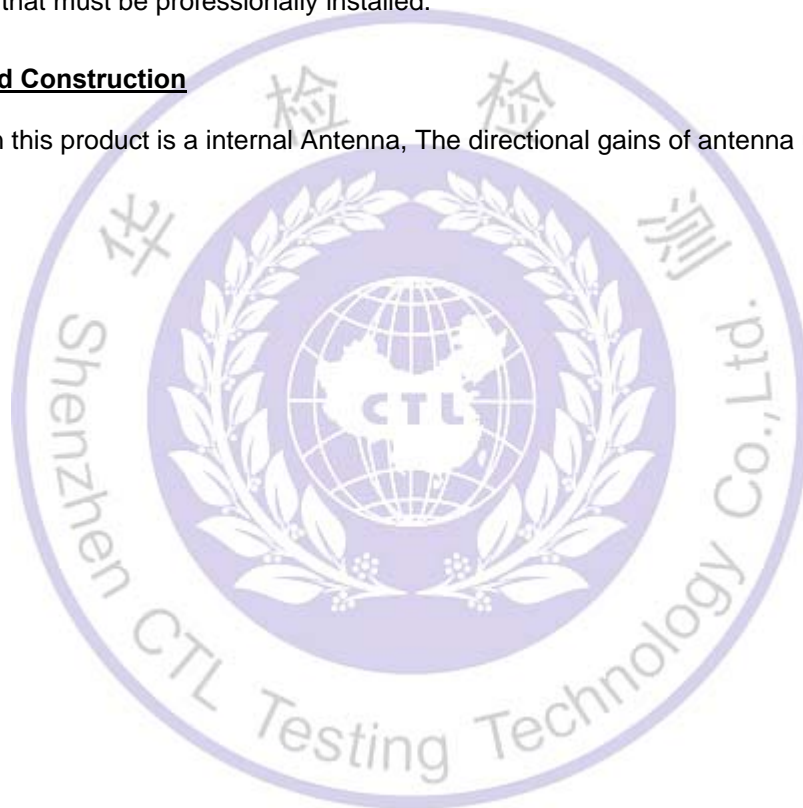 that must be professionally installed.
d Construction
n this product is a internal Antenna, The directional gains of antenna
华 检 检 测
Shenzhen CTL Testing Technology Co.,Ltd.
CTL